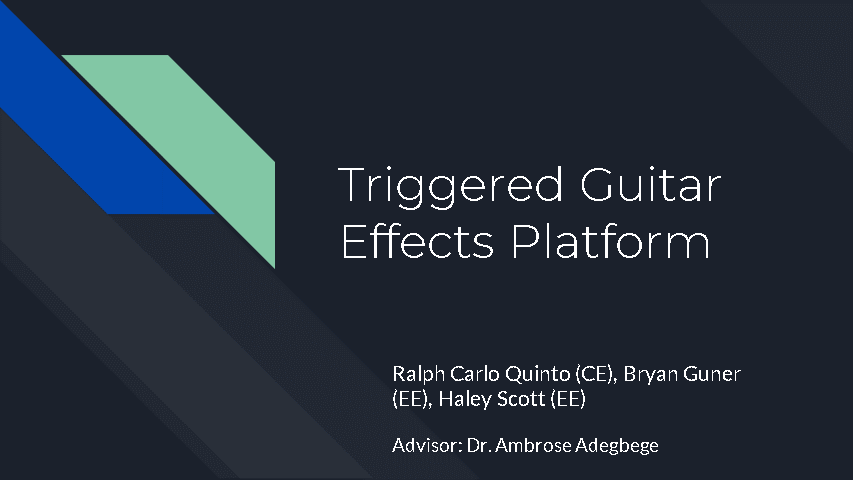 Triggered Guitar
Effects Platform
Ralph Carlo Quinto (CE), Bryan Guner
(EE), Haley Scott (EE)
Advisor: Dr. Ambrose Adegbege